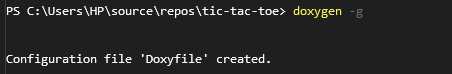 PS C:\Users\HP\source\repos\tic-tac-toe> doxygen -g
Configuration file 'Doxyfile' created.